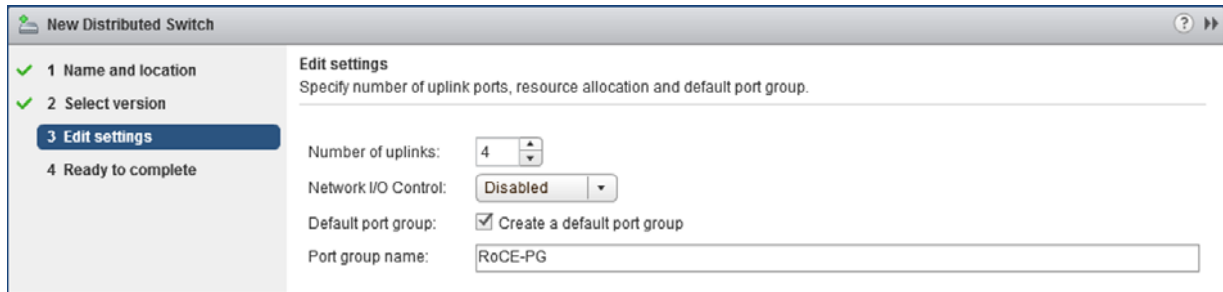 New Distributed Switch
?
1 Name and location
2 Select version
3 Edit settings
4 Ready to complete
Edit settings
Specify number of uplink ports, resource allocation and default port group.
Number of uplinks: 4
Network I/O Control: Disabled
Default port group: Create a default port group
Port group name: RoCE-PG